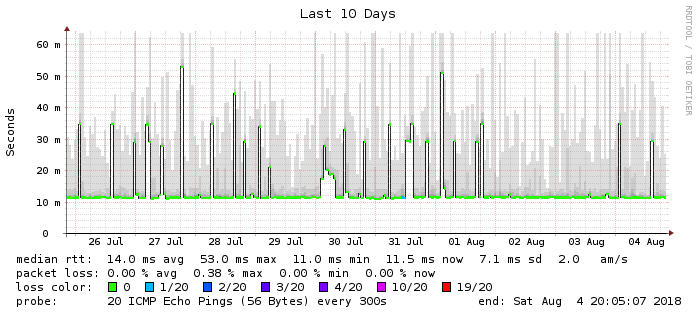 Last 10 Days
RRDTOOL / TOBI OETIKER
Seconds
60 m
50 m
40 m
30 m
20 m
10 m
0
26 Jul 27 Jul 28 Jul 29 Jul 30 Jul 31 Jul 01 Aug 02 Aug 03 Aug 04 Aug
median rtt: 14.0 ms avg 53.0 ms max 11.0 ms min 11.5 ms now 7.1 ms sd 2.0 am/s
packet loss: 0.00 % avg 0.38 % max 0.00 % min 0.00 % now
loss color: 0 1/20 2/20 3/20 4/20 10/20 19/20
probe: 20 ICMP Echo Pings (56 Bytes) every 300s end: Sat Aug 4 20:05:07 2018